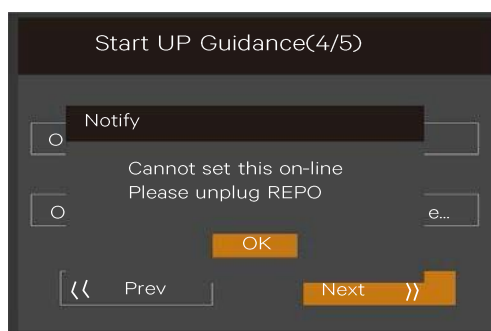 Start UP Guidance(4/5)
Notify
O
Cannot set this on-line
Please unplug REPO
O
e...
OK
⟨⟨ Prev
Next ⟩⟩